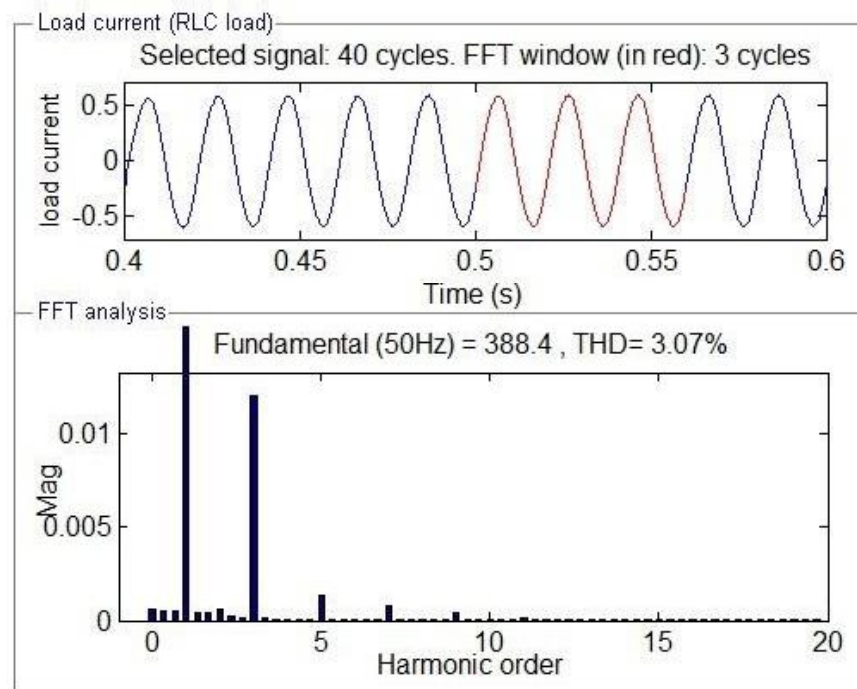 Load current (RLC load)
Selected signal: 40 cycles. FFT window (in red): 3 cycles
load current
0.5
0
-0.5
0.4
0.45
0.5
0.55
0.6
Time (s)
FFT analysis
Fundamental (50Hz) = 388.4 , THD= 3.07%
Mag
0.01
0.005
0
0
5
10
15
20
Harmonic order